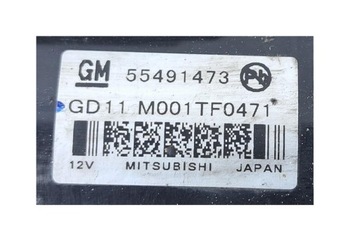 GM 55491473 Pb
GD11 M001TF0471
12V MITSUBISHI JAPAN